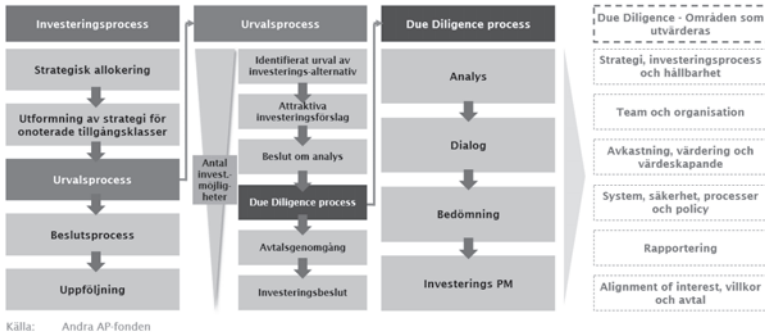 Investeringsprocess
Strategisk allokering
Utformning av strategi för
onoterade tillgångsklasser
Urvalsprocess
Beslutsprocess
Uppföljning
Urvalsprocess
Antal
invest.-
möjlig-
heter
Identifierat urval av
investerings-alternativ
Attraktiva
investeringsförslag
Beslut om analys
Due Diligence process
Avtalsgenomgång
Investeringsbeslut
Due Diligence process
Analys
Dialog
Bedömning
Investerings PM
Due Diligence - Områden som
utvärderas
Strategi, investeringsprocess
och hållbarhet
Team och organisation
Avkastning, värdering och
värdeskapande
System, säkerhet, processer
och policy
Rapportering
Alignment of interest, villkor
och avtal
Källa: Andra AP-fonden